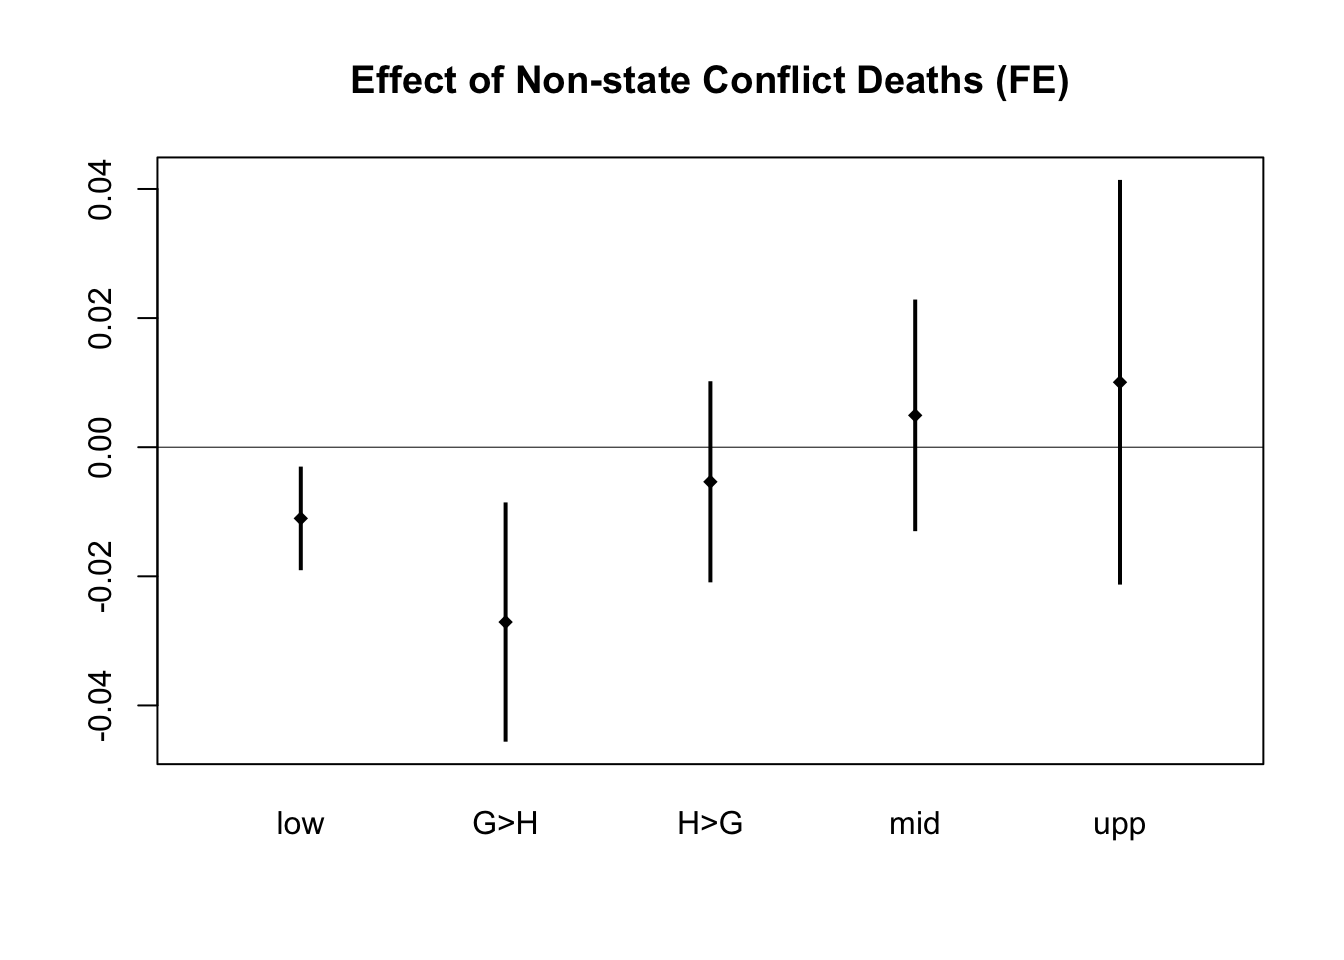 Effect of Non-state Conflict Deaths (FE)
0.04
0.02
0.00
-0.02
-0.04
low G>H H>G mid upp